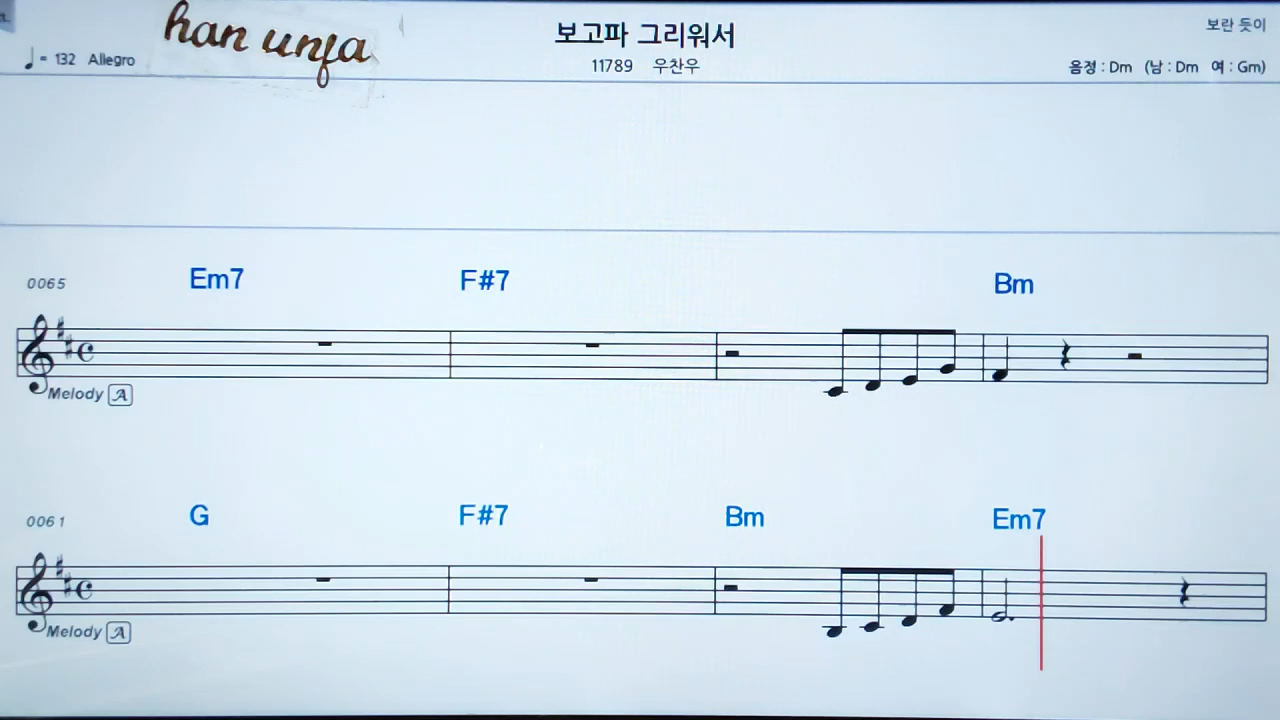 han unja
보고파 그리워서
보란 듯이
♩= 132 Allegro
11789 우찬우
음정 : Dm (남 : Dm 여 : Gm)
0065 Em7 F#7 Bm
Melody A
0061 G F#7 Bm Em7
Melody A